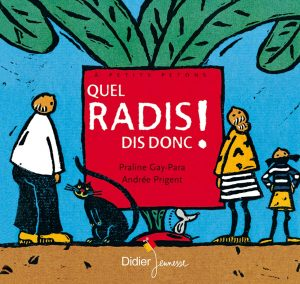 À PETITS PETONS
QUEL
RADIS!
DIS DONC
Praline Gay-Para
Andrée Prigent
Didier Jeunesse